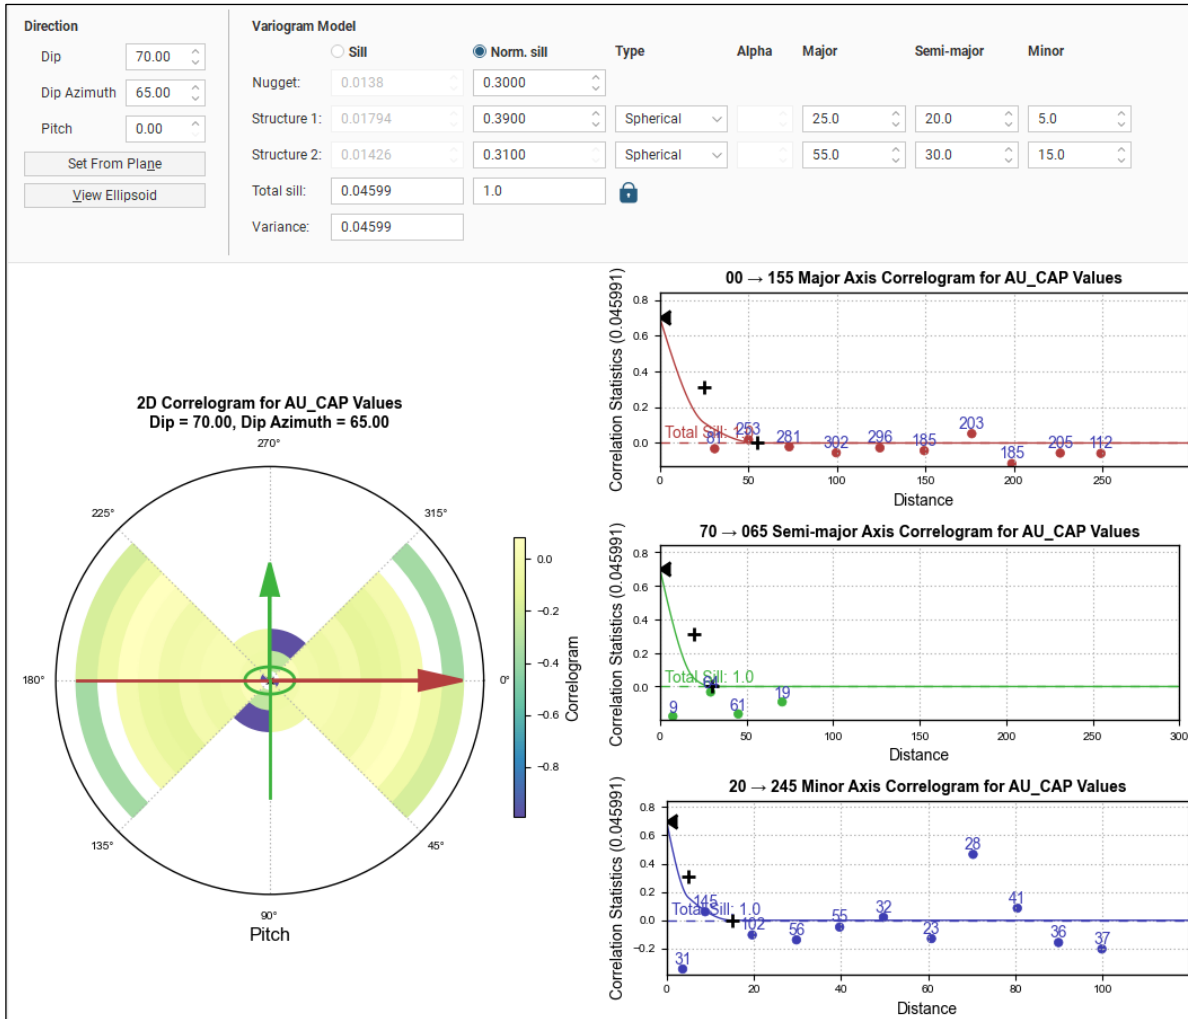 Direction
Dip 70.00
Dip Azimuth 65.00
Pitch 0.00
Set From Plane
View Ellipsoid
Variogram Model
Sill Norm. sill Type Alpha Major Semi-major Minor
Nugget: 0.0138 0.3000
Structure 1: 0.01794 0.3900 Spherical 25.0 20.0 5.0
Structure 2: 0.01426 0.3100 Spherical 55.0 30.0 15.0
Total sill: 0.04599 1.0
Variance: 0.04599
2D Correlogram for AU_CAP Values
Dip = 70.00, Dip Azimuth = 65.00
270°
225° 315°
180° 0°
135° 45°
90°
Pitch
0.0
−0.2
−0.4
−0.6
−0.8
Correlogram
00 → 155 Major Axis Correlogram for AU_CAP Values
Correlation Statistics (0.045991)
0.8
0.6
0.4
0.2
0.0
Total Sill: 1.0
81 253 281 302 296 185 203 185 205 112
0 50 100 150 200 250
Distance
70 → 065 Semi-major Axis Correlogram for AU_CAP Values
Correlation Statistics (0.045991)
0.8
0.6
0.4
0.2
0.0
Total Sill: 1.0
9 64 61 19
0 50 100 150 200 250 300
Distance
20 → 245 Minor Axis Correlogram for AU_CAP Values
Correlation Statistics (0.045991)
0.8
0.6
0.4
0.2
0.0
−0.2
Total Sill: 1.0
31 145 102 56 55 32 23 28 41 36 37
0 20 40 60 80 100
Distance